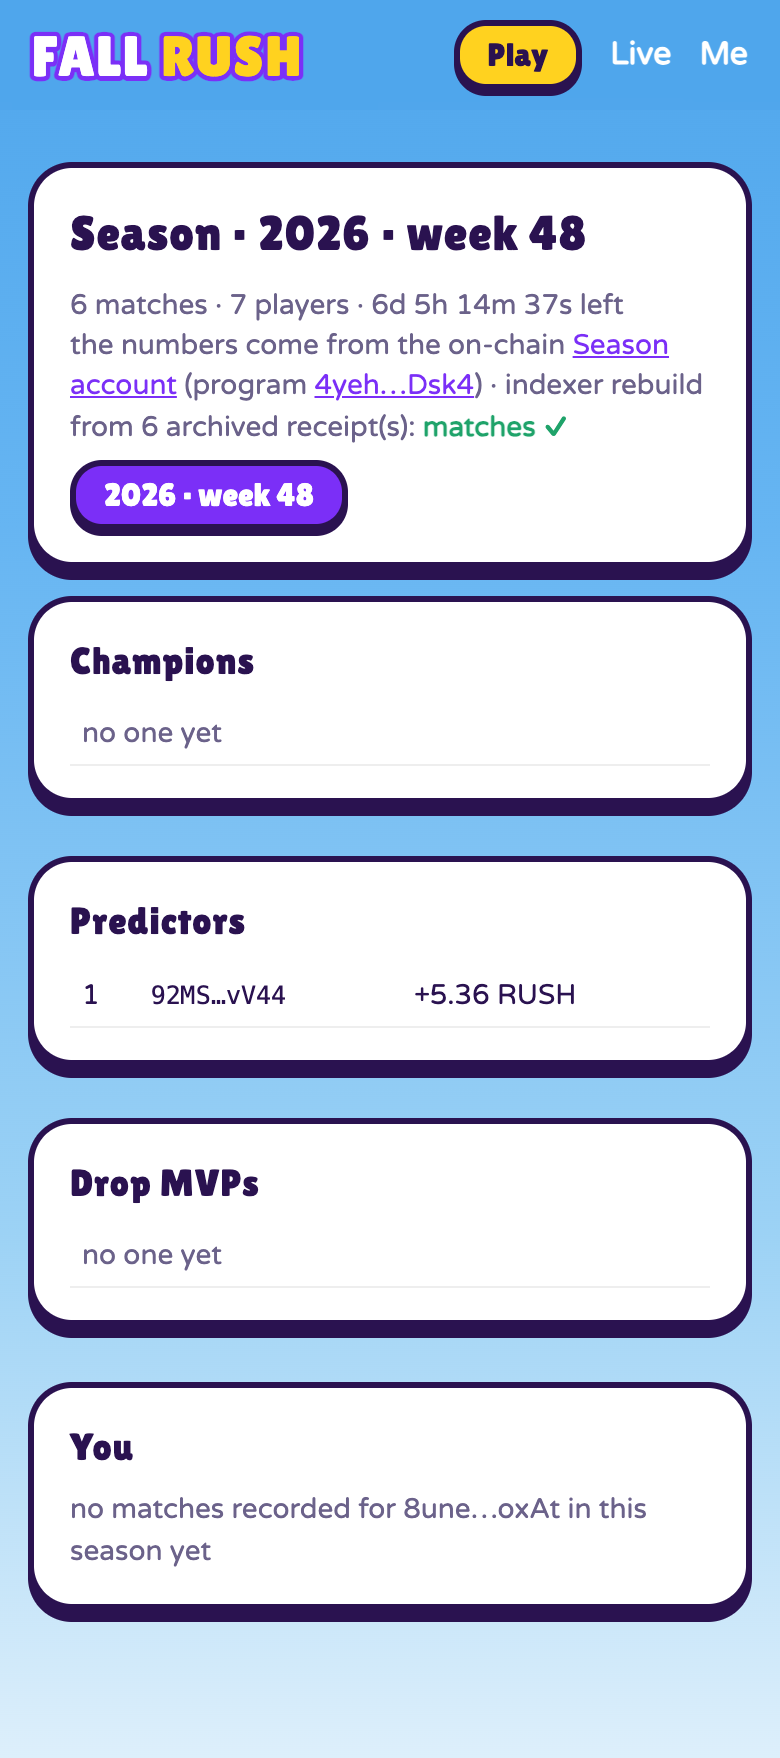 FALL RUSH
Play
Live
Me
Season · 2026 · week 48
6 matches · 7 players · 6d 5h 14m 37s left
the numbers come from the on-chain Season
account (program 4yeh…Dsk4) · indexer rebuild
from 6 archived receipt(s): matches ✓
2026 · week 48
Champions
no one yet
Predictors
1 92MS…vV44 +5.36 RUSH
Drop MVPs
no one yet
You
no matches recorded for 8une…oxAt in this
season yet